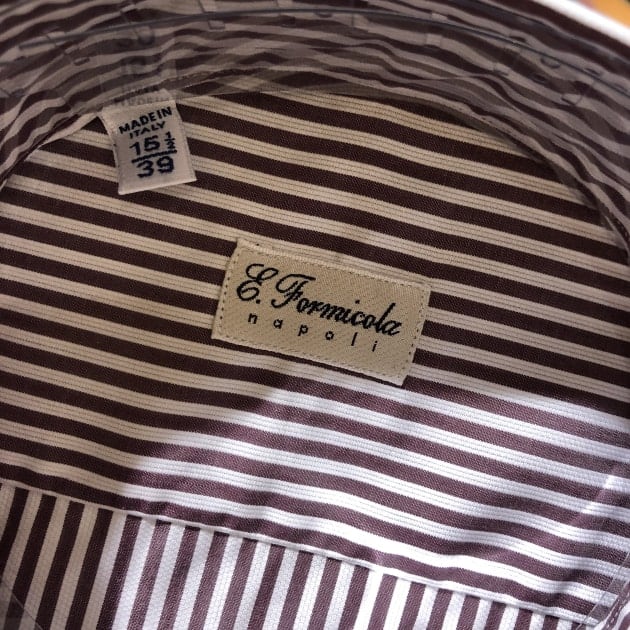 MADE IN
ITALY
15 1/2
39
E. Formicola
napoli